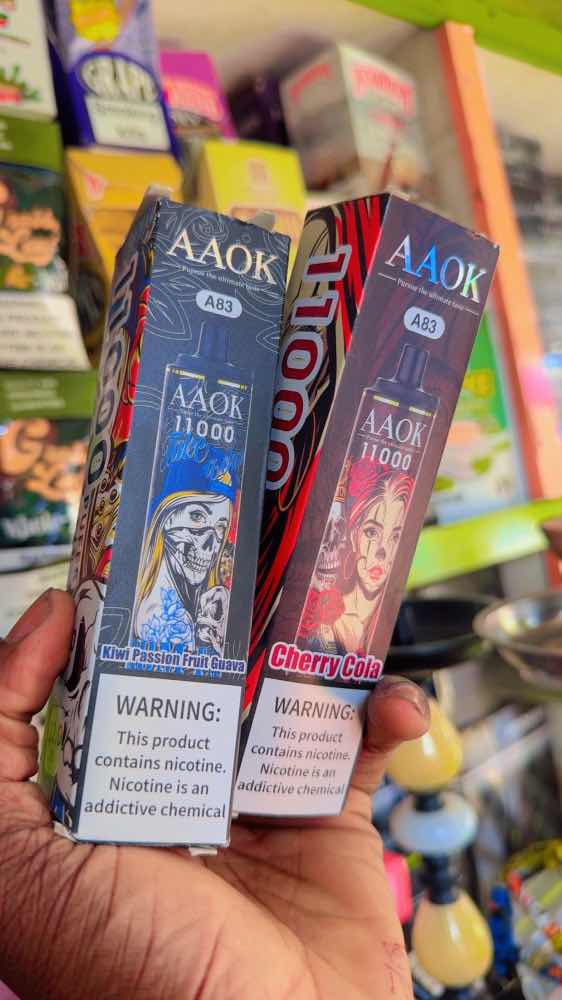 GRAPE
AAOK
Pursue the ultimate taste
A83
AAOK
11000
Kiwi Passion Fruit Guava
WARNING:
This product
contains nicotine.
Nicotine is an
addictive chemical
11000
AAOK
Pursue the ultimate taste
A83
AAOK
11000
Cherry Cola
WARNING:
This product
contains nicotine.
Nicotine is an
addictive chemical
11000